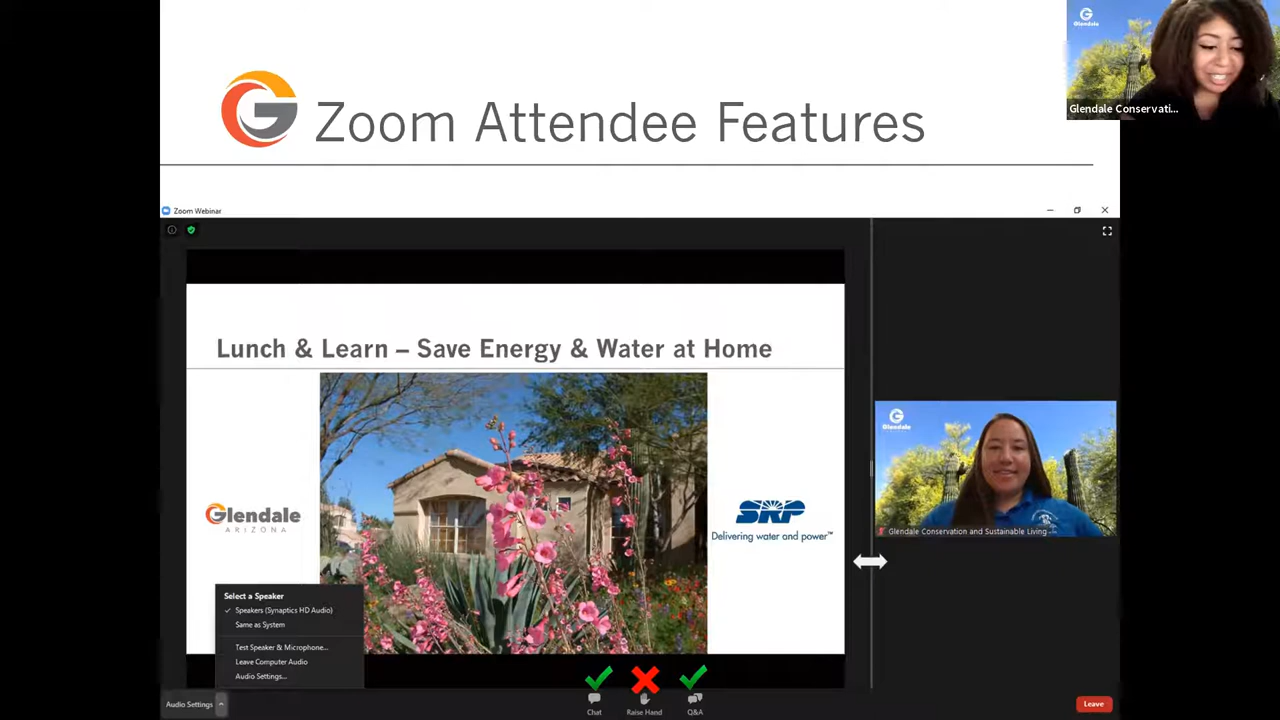 Glendale
Glendale Conservati...
G Zoom Attendee Features
Zoom Webinar
Lunch & Learn – Save Energy & Water at Home
Glendale
ARIZONA
SRP
Delivering water and power™
Glendale
Glendale Conservation and Sustainable Living
Select a Speaker
✓ Speakers (Synaptics HD Audio)
Same as System
Test Speaker & Microphone...
Leave Computer Audio
Audio Settings...
Audio Settings
Chat
Raise Hand
Q&A
Leave